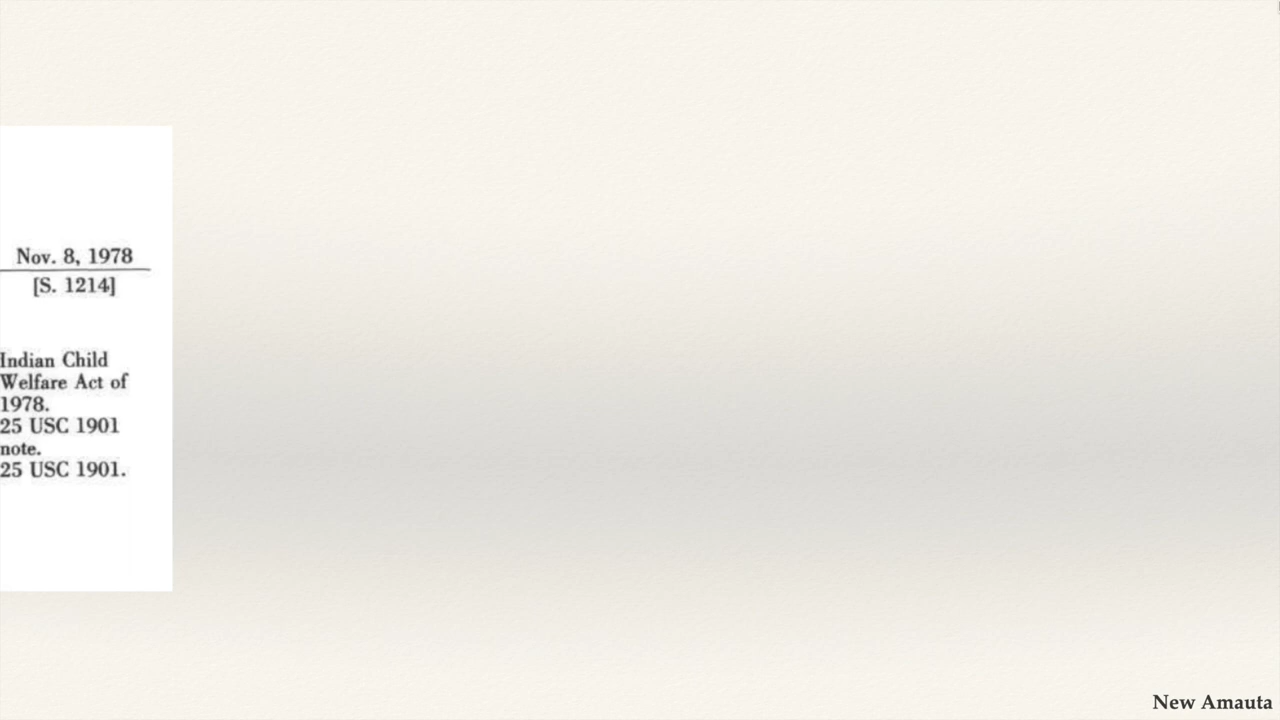 Nov. 8, 1978
[S. 1214]
Indian Child
Welfare Act of
1978.
25 USC 1901
note.
25 USC 1901.
New Amauta